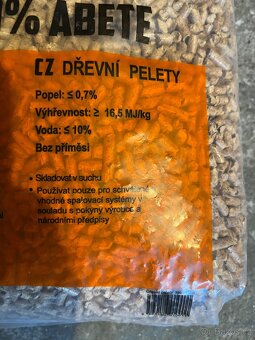 % ABETE
CZ DŘEVNÍ PELETY
Popel: ≤ 0,7%
Výhřevnost: ≥ 16,5 MJ/kg
Voda: ≤ 10%
Bez příměsí
• Skladovat v suchu
• Používat pouze pro schválené
vhodné spalovací systémy v
souladu s pokyny výrobce a
národními předpisy